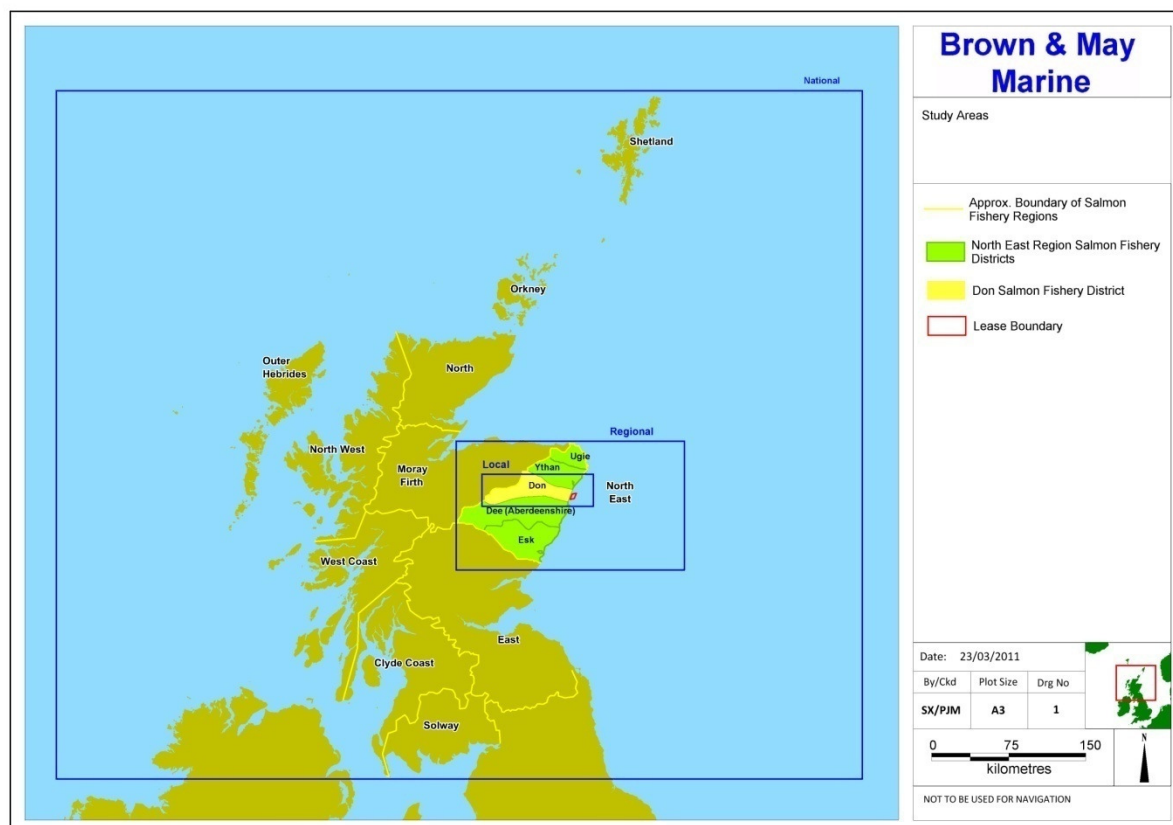 National
Shetland
Orkney
Outer
Hebrides
North
North West
Regional
Moray
Firth
Local
Ugie
Ythan
Don
North
East
Dee (Aberdeenshire)
Esk
West Coast
East
Clyde Coast
Solway
Brown & May
Marine
Study Areas
Approx. Boundary of Salmon
Fishery Regions
North East Region Salmon Fishery
Districts
Don Salmon Fishery District
Lease Boundary
Date: 23/03/2011
By/Ckd Plot Size Drg No
SX/PJM A3 1
0 75 150
kilometres
N
NOT TO BE USED FOR NAVIGATION